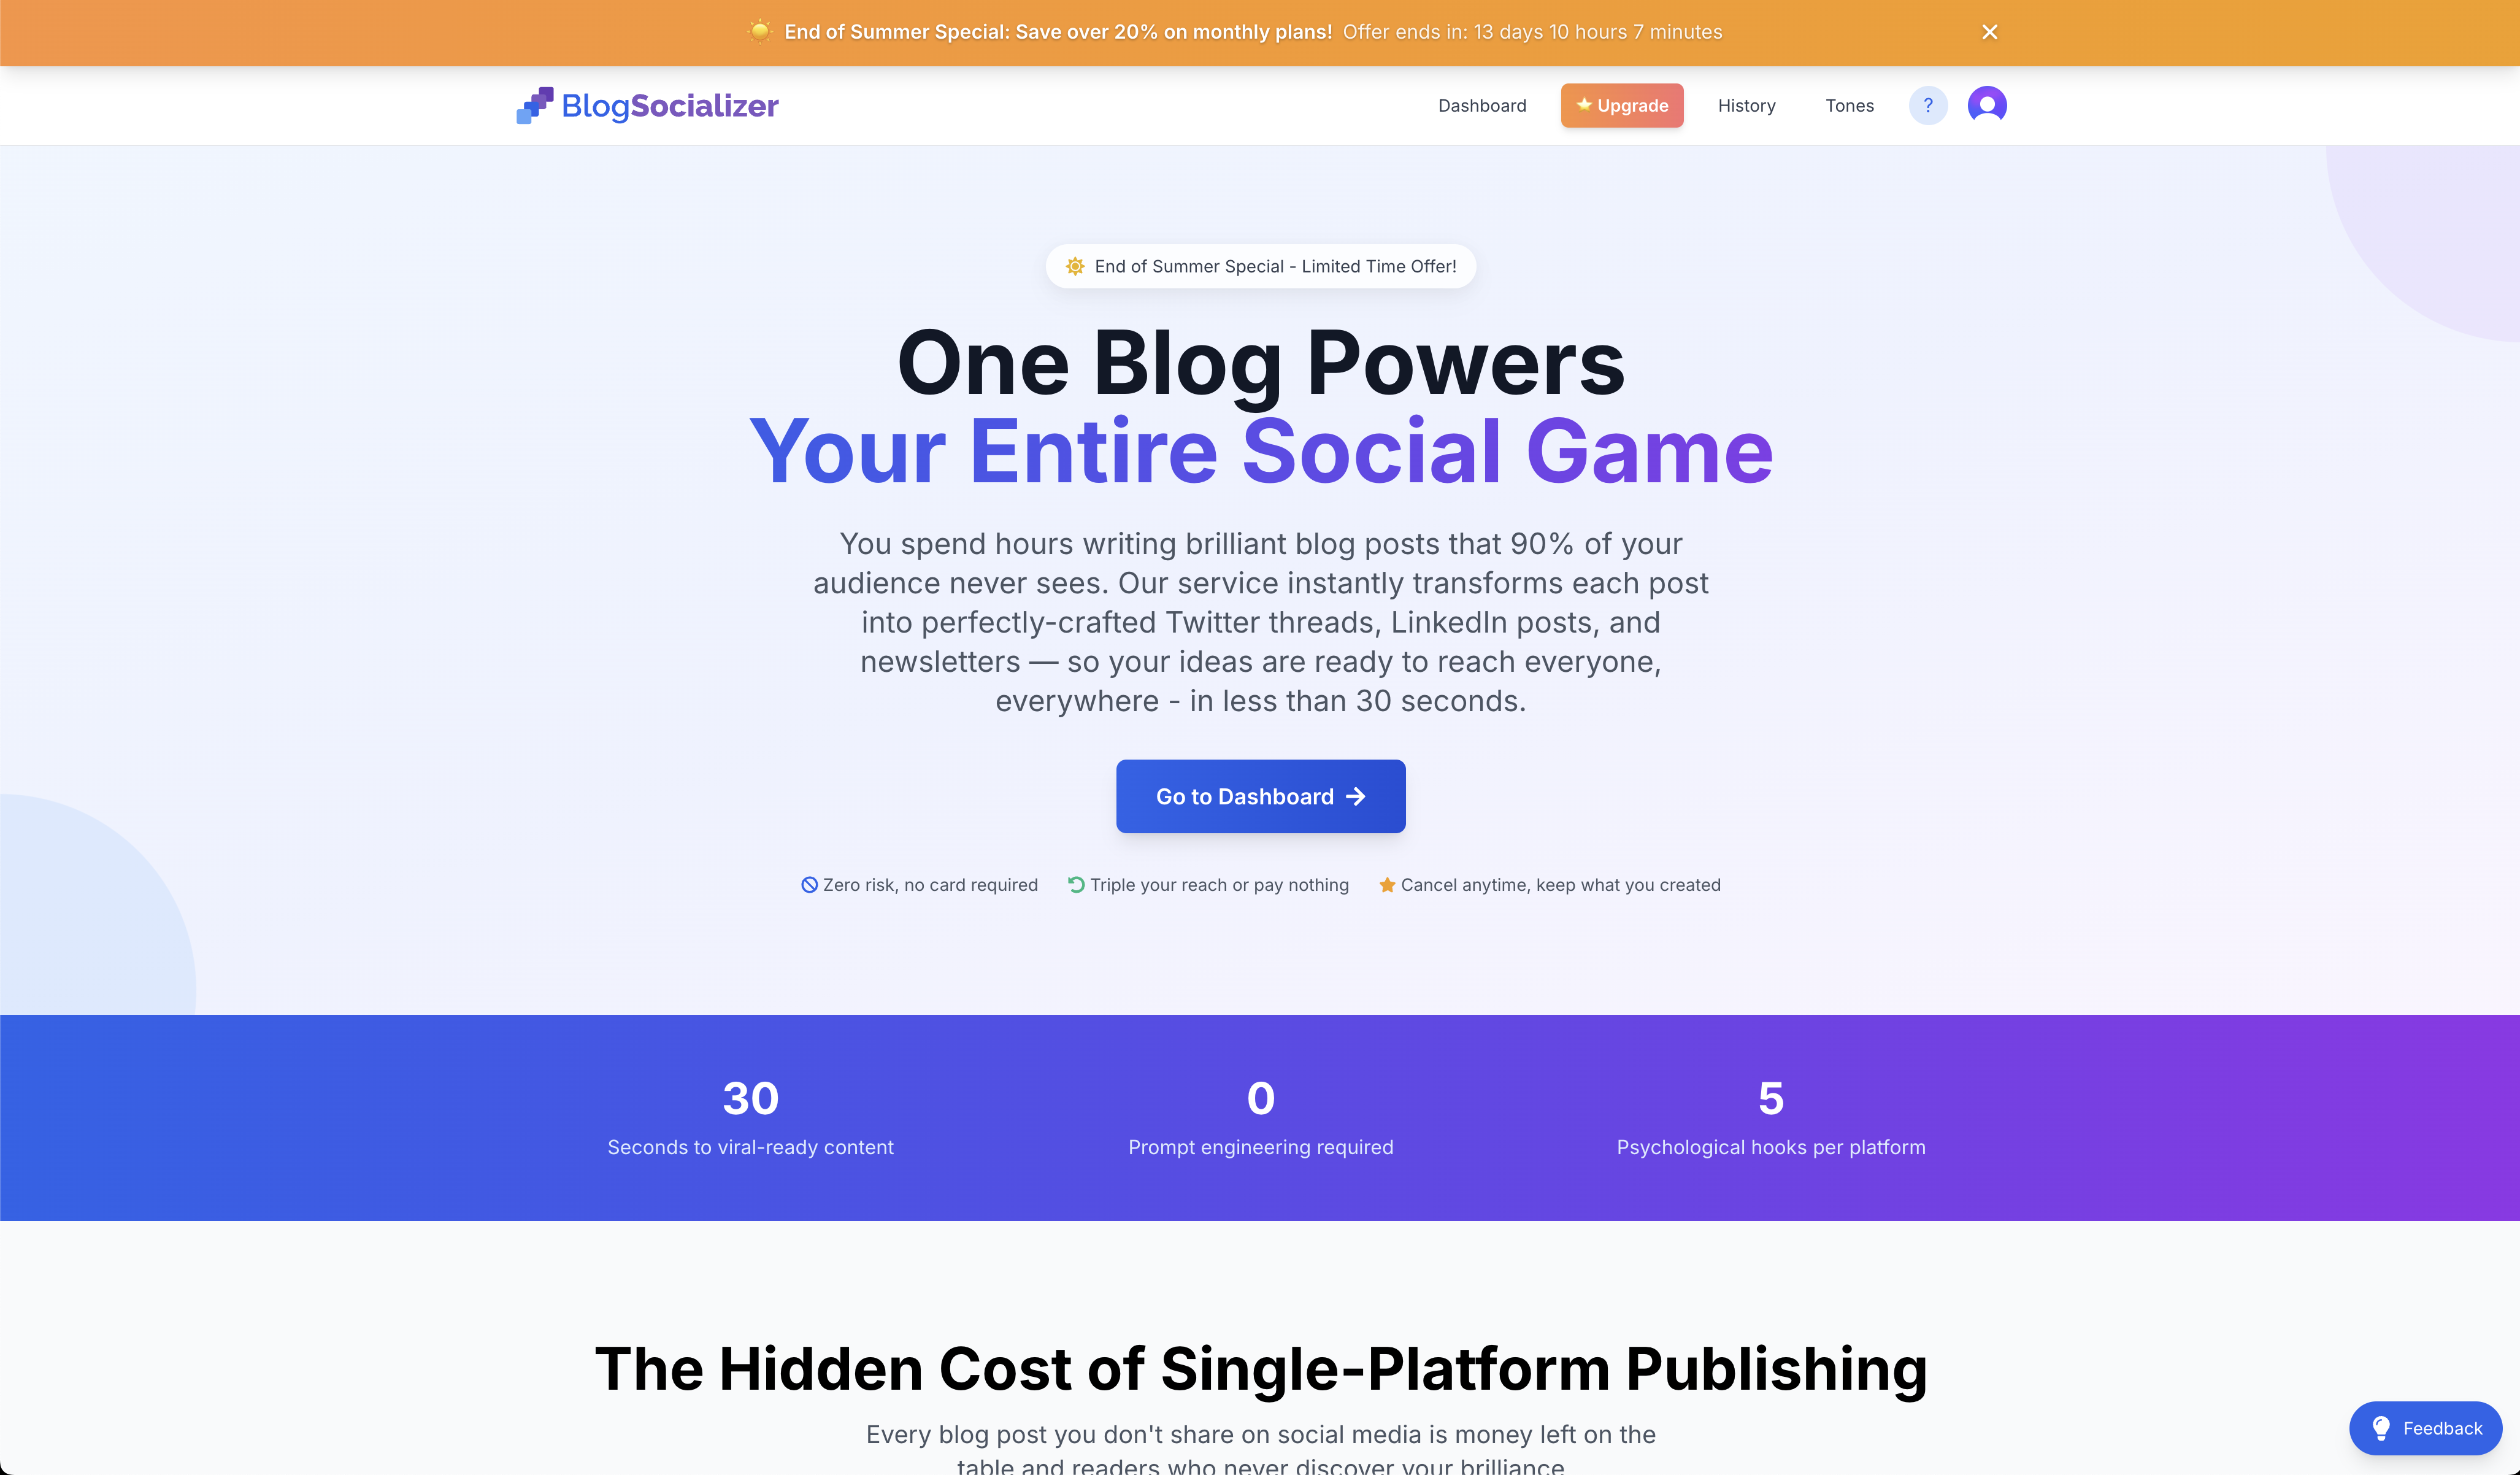 End of Summer Special: Save over 20% on monthly plans! Offer ends in: 13 days 10 hours 7 minutes
BlogSocializer
Dashboard
Upgrade
History
Tones
?
End of Summer Special - Limited Time Offer!
One Blog Powers
Your Entire Social Game
You spend hours writing brilliant blog posts that 90% of your
audience never sees. Our service instantly transforms each post
into perfectly-crafted Twitter threads, LinkedIn posts, and
newsletters — so your ideas are ready to reach everyone,
everywhere - in less than 30 seconds.
Go to Dashboard
Zero risk, no card required
Triple your reach or pay nothing
Cancel anytime, keep what you created
30
Seconds to viral-ready content
0
Prompt engineering required
5
Psychological hooks per platform
The Hidden Cost of Single-Platform Publishing
Every blog post you don't share on social media is money left on the
table and readers who never discover your brilliance
Feedback